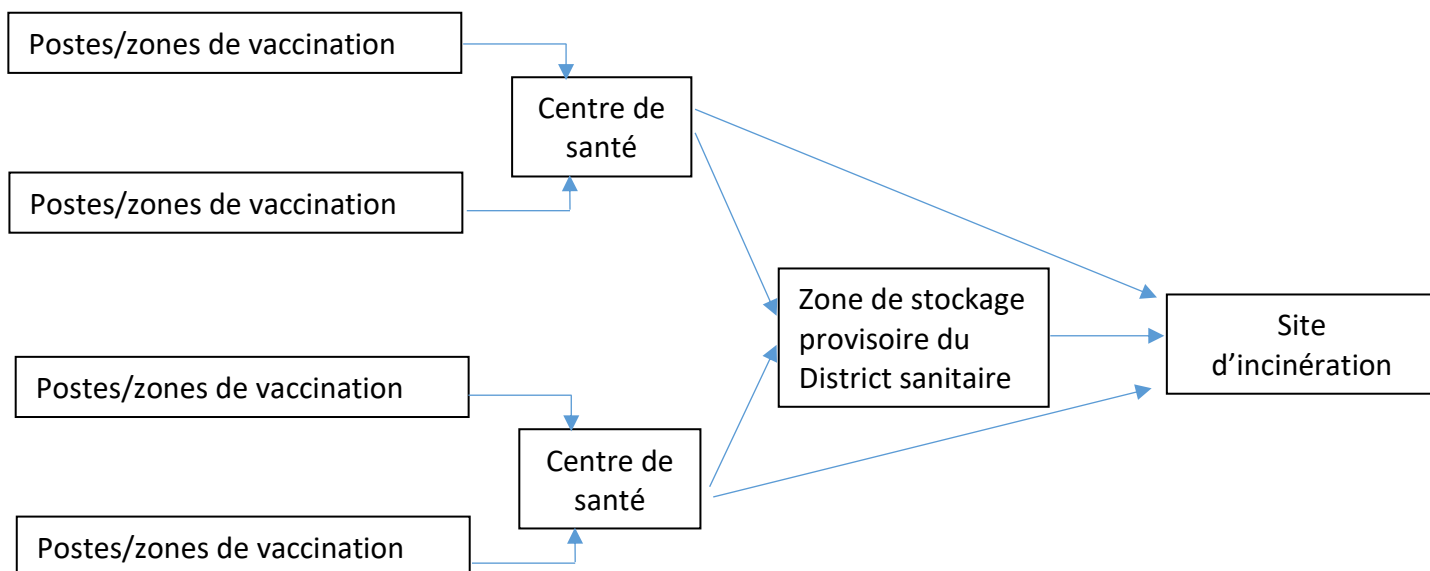 Postes/zones de vaccination
Centre de
santé
Postes/zones de vaccination
Zone de stockage
provisoire du
District sanitaire
Site
d’incinération
Postes/zones de vaccination
Centre de
santé
Postes/zones de vaccination